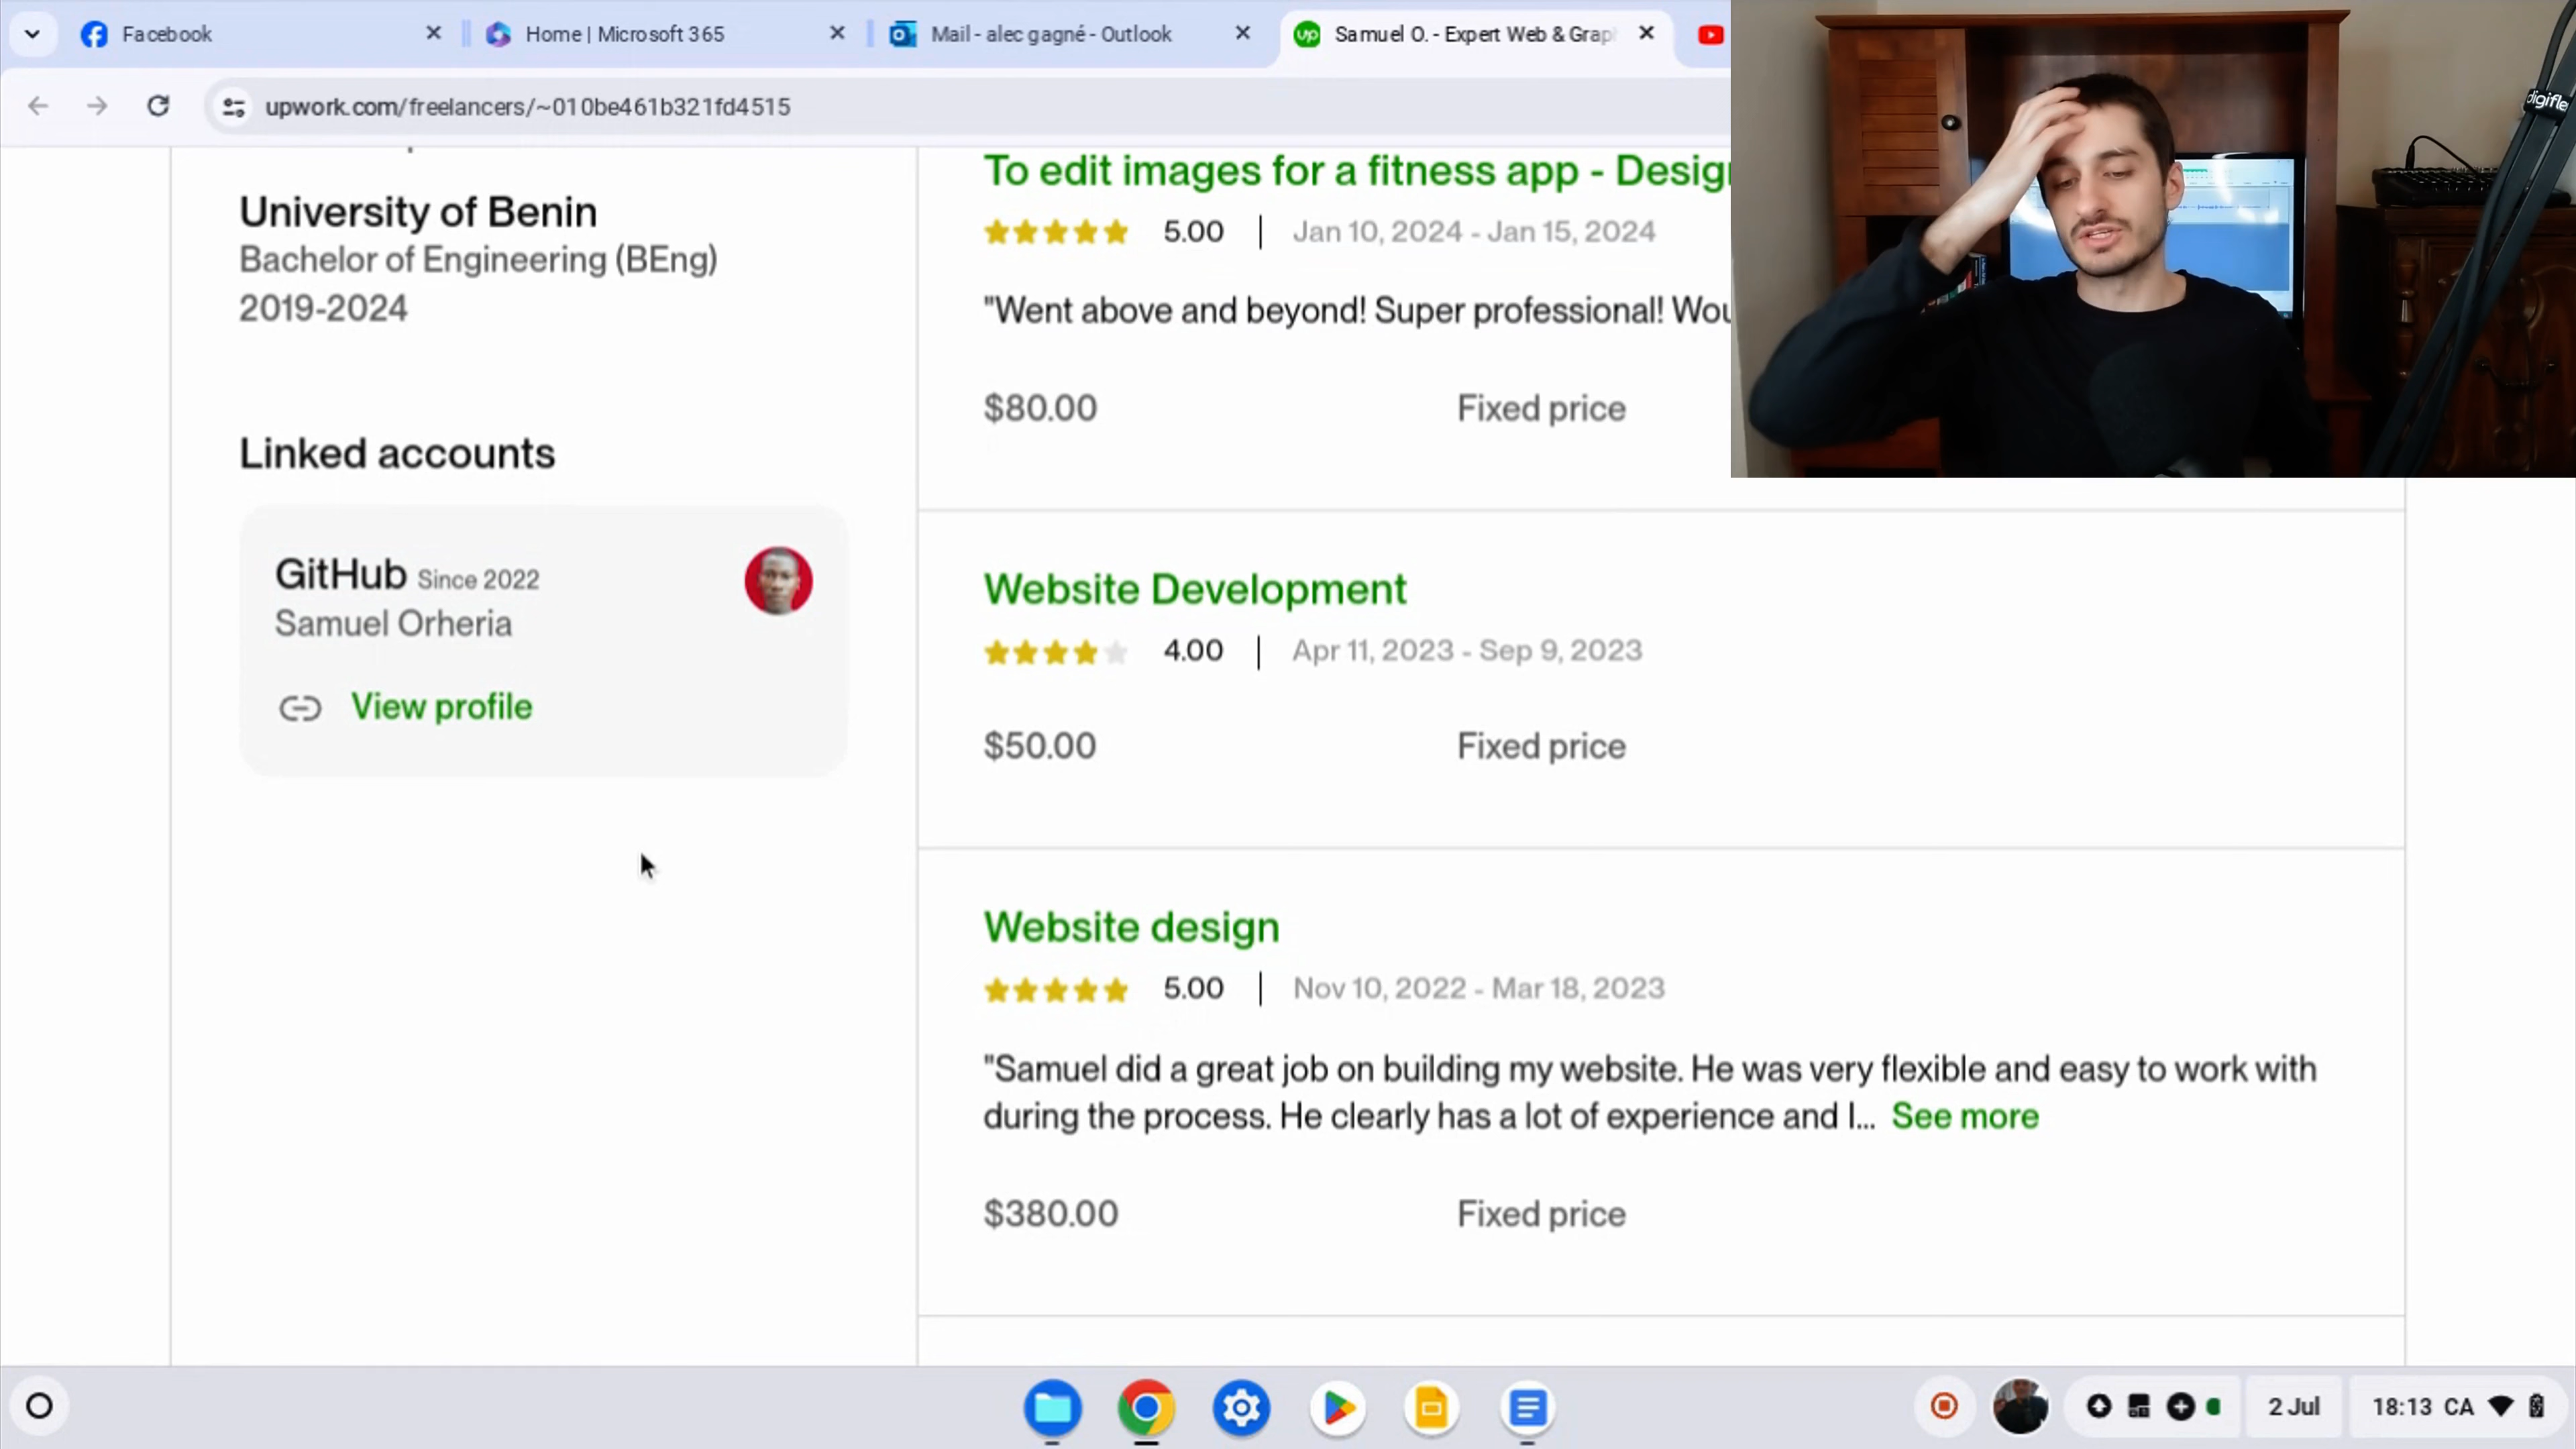 Facebook
Home | Microsoft 365
Mail - alec gagné - Outlook
up
Samuel O. - Expert Web & Grap
upwork.com/freelancers/~010be461b321fd4515
digifle
University of Benin
Bachelor of Engineering (BEng)
2019-2024
Linked accounts
GitHub Since 2022
Samuel Orheria
View profile
To edit images for a fitness app - Desig
5.00 | Jan 10, 2024 - Jan 15, 2024
"Went above and beyond! Super professional! Wou
$80.00 Fixed price
Website Development
4.00 | Apr 11, 2023 - Sep 9, 2023
$50.00 Fixed price
Website design
5.00 | Nov 10, 2022 - Mar 18, 2023
"Samuel did a great job on building my website. He was very flexible and easy to work with
during the process. He clearly has a lot of experience and I... See more
$380.00 Fixed price
2 Jul
18:13 CA